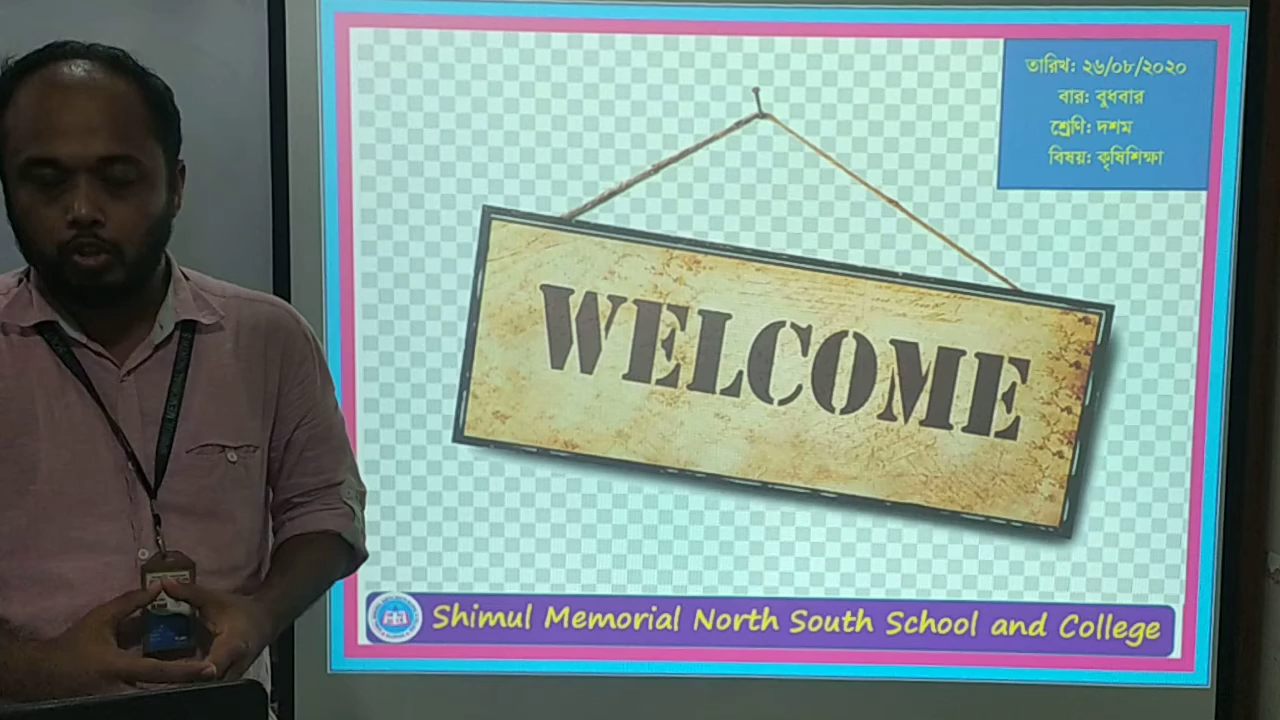 তারিখ: ২৬/০৮/২০২০
বার: বুধবার
শ্রেণি: দশম
বিষয়: কৃষিশিক্ষা
WELCOME
Shimul Memorial North South School and College